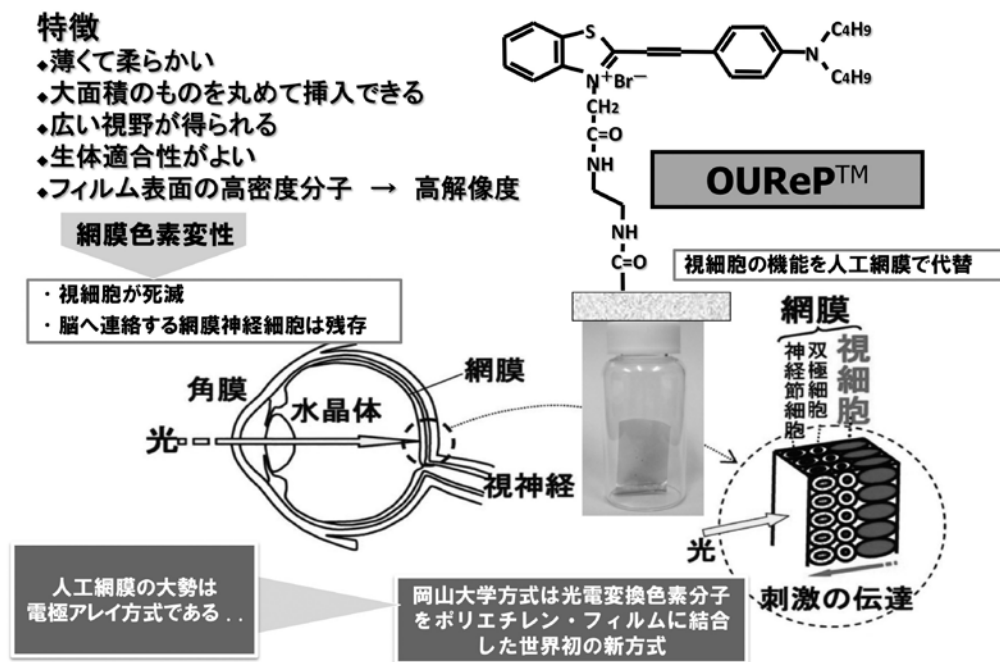 特徴
◆薄くて柔らかい
◆大面積のものを丸めて挿入できる
◆広い視野が得られる
◆生体適合性がよい
◆フィルム表面の高密度分子 → 高解像度
S
N⁺Br⁻
CH₂
C=O
NH
NH
C=O
N
C₄H₉
C₄H₉
OUReP™
網膜色素変性
・視細胞が死滅
・脳へ連絡する網膜神経細胞は残存
視細胞の機能を人工網膜で代替
角膜
水晶体
網膜
光
視神経
網膜
神経節細胞
双極細胞
視細胞
光
刺激の伝達
人工網膜の大勢は
電極アレイ方式である . .
岡山大学方式は光電変換色素分子
をポリエチレン・フィルムに結合
した世界初の新方式